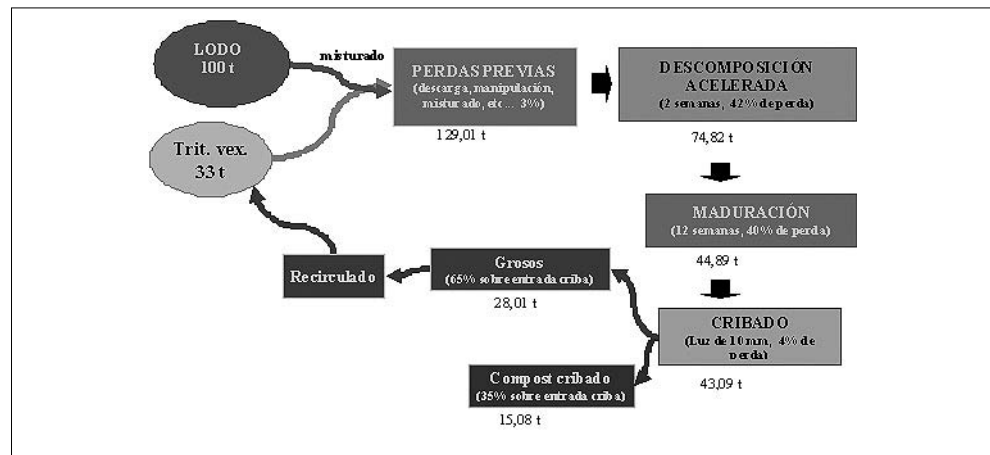 LODO
100 t
misturado
PERDAS PREVIAS
(descarga, manipulación,
misturado, etc... 3%)
129,01 t
DESCOMPOSICIÓN
ACELERADA
(2 semanas, 42% de perda)
74,82 t
Trit. vex.
33 t
MADURACIÓN
(12 semanas, 40% de perda)
44,89 t
Recirculado
Grosos
(65% sobre entrada criba)
28,01 t
CRIBADO
(Luz de 10 mm, 4% de
perda)
43,09 t
Compost cribado
(35% sobre entrada criba)
15,08 t